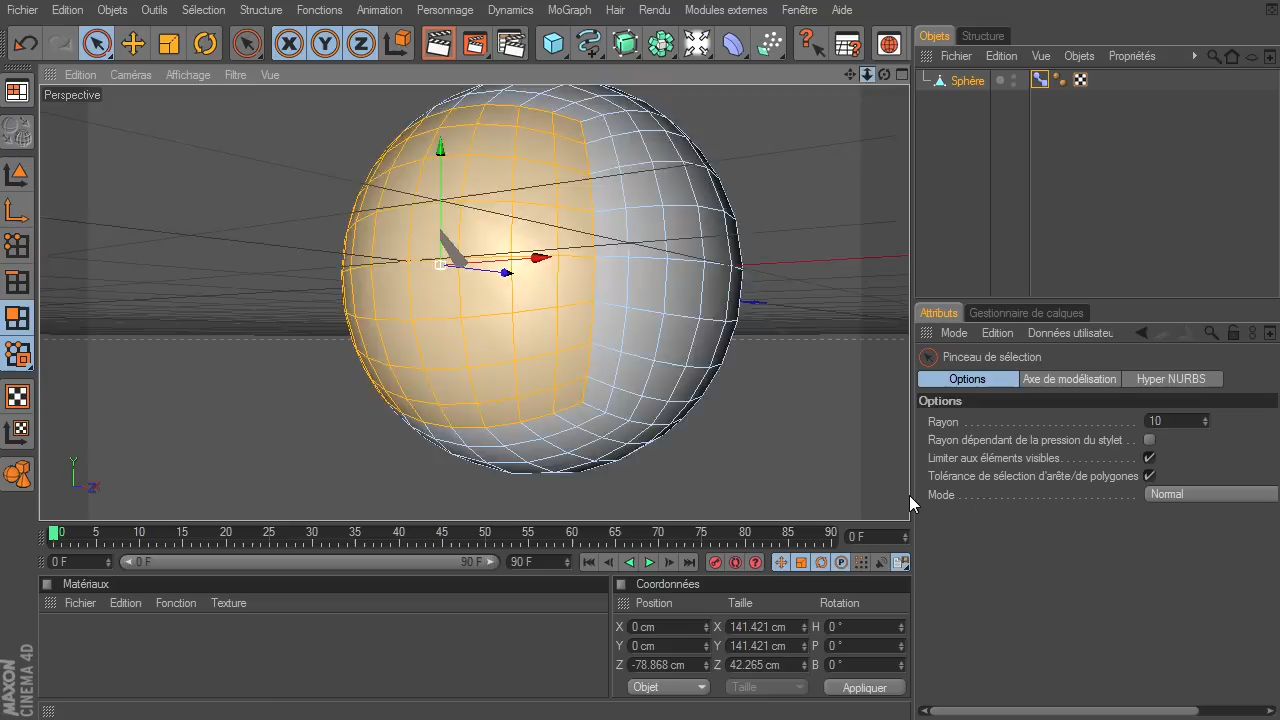 Fichier Edition Objets Outils Sélection Structure Fonctions Animation Personnage Dynamics MoGraph Hair Rendu Modules externes Fenêtre Aide
X Y Z
Objets Structure
Fichier Edition Vue Objets Propriétés
Edition Caméras Affichage Filtre Vue
Sphère
Perspective
Attributs Gestionnaire de calques
Mode Edition Données utilisateu
Pinceau de sélection
Options Axe de modélisation Hyper NURBS
Options
Rayon 10
Rayon dépendant de la pression du stylet
Limiter aux éléments visibles
Tolérance de sélection d'arête/de polygones
Mode Normal
Y
Z X
0 5 10 15 20 25 30 35 40 45 50 55 60 65 70 75 80 85 90 0 F
0 F 0 F 90 F 90 F
Matériaux
Fichier Edition Fonction Texture
Coordonnées
Position Taille Rotation
X 0 cm X 141.421 cm H 0 °
Y 0 cm Y 141.421 cm P 0 °
Z -78.868 cm Z 42.265 cm B 0 °
Objet Taille Appliquer
MAXON
CINEMA 4D